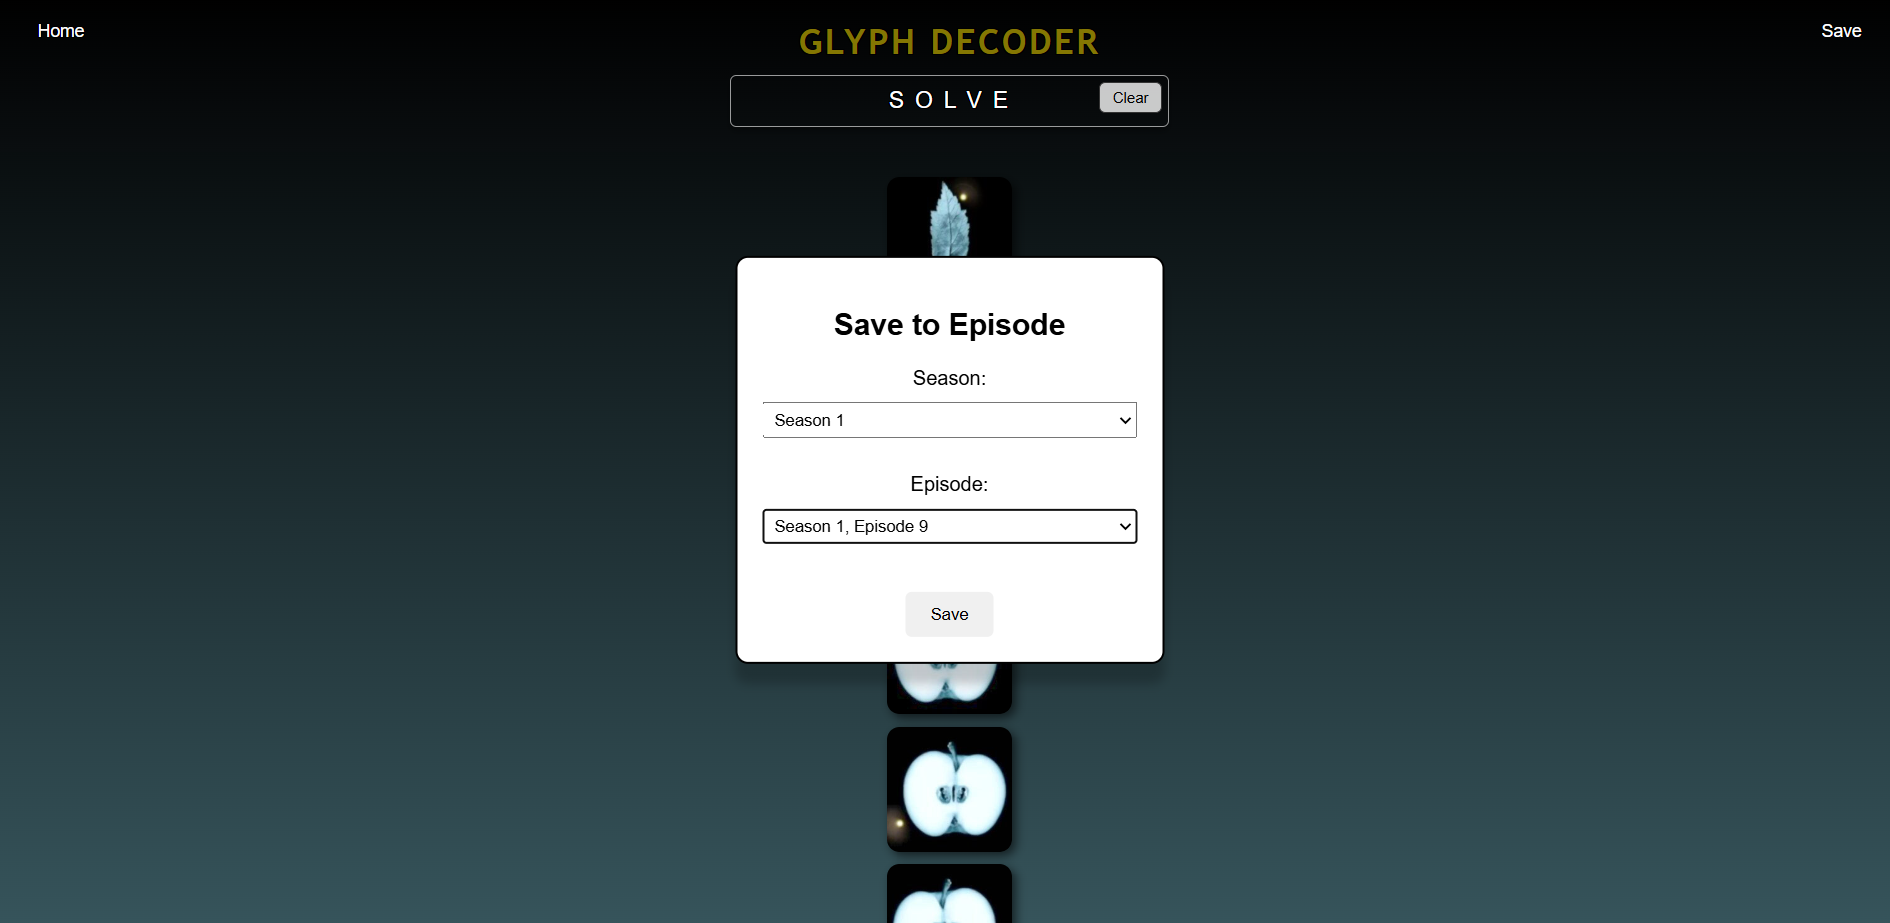 Home
GLYPH DECODER
Save
SOLVE
Clear
Save to Episode
Season:
Season 1
Episode:
Season 1, Episode 9
Save